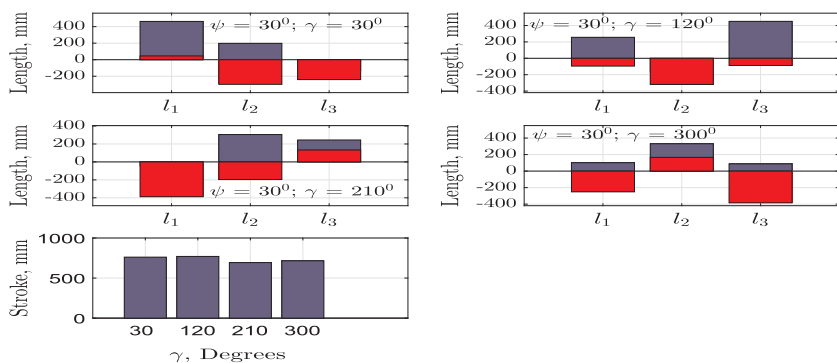 Length, mm
400
200
0
-200
ψ = 30⁰; γ = 30⁰
l₁ l₂ l₃
Length, mm
400
200
0
-200
-400
ψ = 30⁰; γ = 120⁰
l₁ l₂ l₃
Length, mm
400
200
0
-200
-400
ψ = 30⁰; γ = 210⁰
l₁ l₂ l₃
Length, mm
400
200
0
-200
-400
ψ = 30⁰; γ = 300⁰
l₁ l₂ l₃
Stroke, mm
1000
500
0
30 120 210 300
γ, Degrees